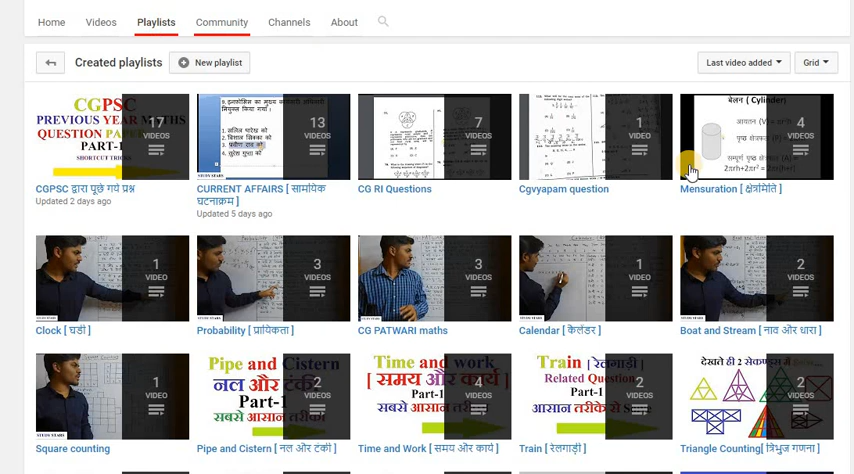 Home Videos Playlists Community Channels About
Created playlists New playlist Last video added Grid
CGPSC
PREVIOUS YEAR MATHS
QUESTION PAPER
PART-1
SHORTCUT TRICKS
17
VIDEOS
CGPSC द्वारा पूछे गये प्रश्न
Updated 2 days ago
13
VIDEOS
CURRENT AFFAIRS [ सामयिक
घटनाक्रम ]
Updated 5 days ago
7
VIDEOS
CG RI Questions
1
VIDEO
Cgvyapam question
बेलन ( Cylinder)
4
VIDEOS
Mensuration [ क्षेत्रमिति ]
1
VIDEO
Clock [ घडी ]
3
VIDEOS
Probability [ प्रायिकता ]
3
VIDEOS
CG PATWARI maths
1
VIDEO
Calendar [ कैलेंडर ]
2
VIDEOS
Boat and Stream [ नाव और धारा ]
STUDY STARS
1
VIDEO
Square counting
Pipe and Cistern
नल और टंकी
Part-1
सबसे आसान तरीका
2
VIDEOS
Pipe and Cistern [ नल और टंकी ]
Time and work
[ समय और कार्य ]
Part-1
सबसे आसान तरीका
4
VIDEOS
Time and Work [ समय और कार्य ]
Train [ रेलगाड़ी ]
Related Question
Part-1
आसान तरीके से
2
VIDEOS
Train [ रेलगाड़ी ]
देखते ही 2 सेकण्ड्स में
2
VIDEOS
Triangle Counting[ त्रिभुज गणना ]